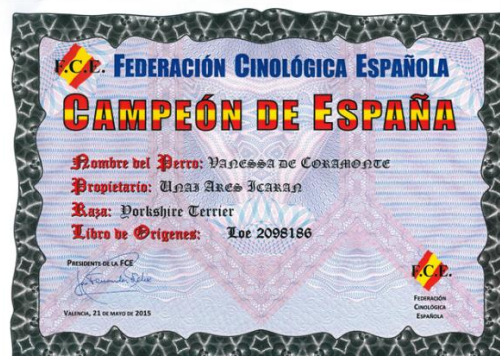 F.C.E. FEDERACIÓN CINOLÓGICA ESPAÑOLA
CAMPEÓN DE ESPAÑA
Nombre del Perro: VANESSA DE CORAMONTE
Propietario: UNAI ARES ICARAN
Raza: Yorkshire Terrier
Libro de Orígenes: Loe 2098186
PRESIDENTE DE LA FCE
F.C.E.
FEDERACIÓN
CINOLÓGICA
ESPAÑOLA
VALENCIA, 21 DE MAYO DE 2015